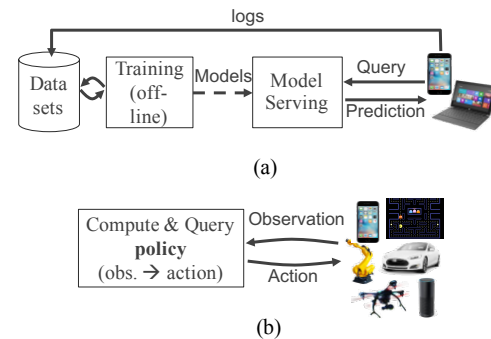 logs
Data
sets
Training
(off-
line)
Models
Model
Serving
Query
Prediction
(a)
Compute & Query
policy
(obs. → action)
Observation
Action
(b)